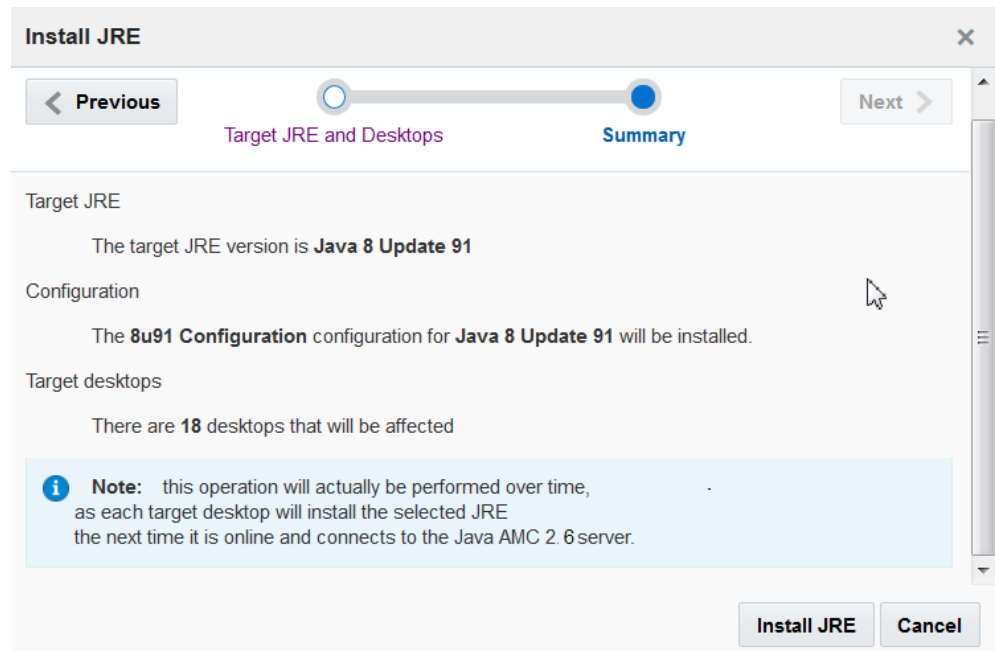 Install JRE
Previous
Next
Target JRE and Desktops
Summary
Target JRE
The target JRE version is Java 8 Update 91
Configuration
The 8u91 Configuration configuration for Java 8 Update 91 will be installed.
Target desktops
There are 18 desktops that will be affected
Note: this operation will actually be performed over time,
as each target desktop will install the selected JRE
the next time it is online and connects to the Java AMC 2.6 server.
Install JRE
Cancel